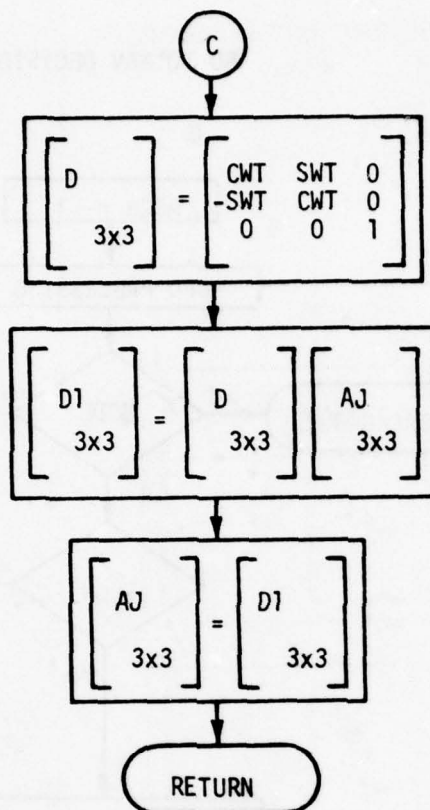 C
D = CWT SWT 0
-SWT CWT 0
3x3 0 0 1
D1 = D AJ
3x3 3x3 3x3
AJ = D1
3x3 3x3
RETURN